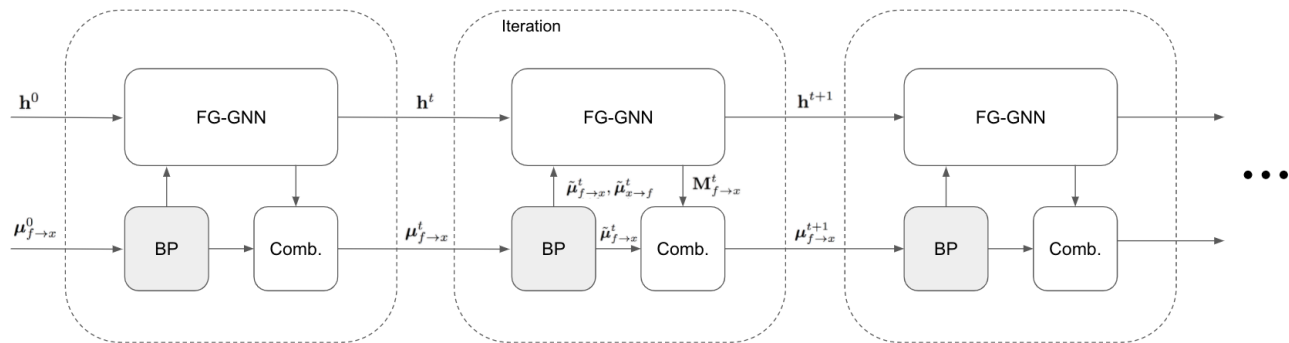 Iteration
h^0
FG-GNN
h^t
FG-GNN
h^{t+1}
FG-GNN
μ̃^t_{f→x}, μ̃^t_{x→f}
M^t_{f→x}
μ^0_{f→x}
BP
Comb.
μ^t_{f→x}
BP
μ̃^t_{f→x}
Comb.
μ^{t+1}_{f→x}
BP
Comb.